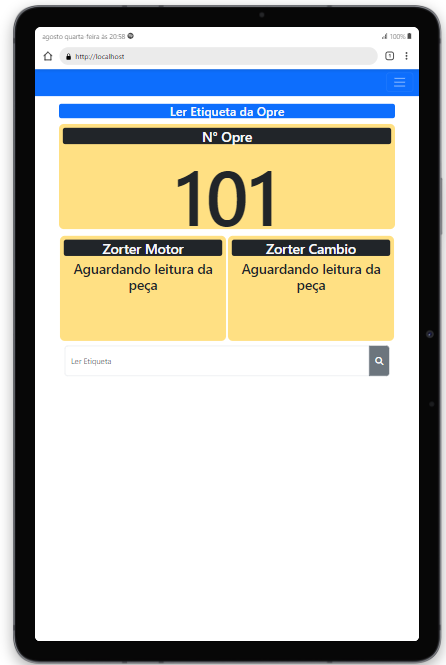 agosto quarta-feira às 20:58
100%
http://localhost
1
Ler Etiqueta da Opre
N° Opre
101
Zorter Motor
Zorter Cambio
Aguardando leitura da
peça
Aguardando leitura da
peça
Ler Etiqueta